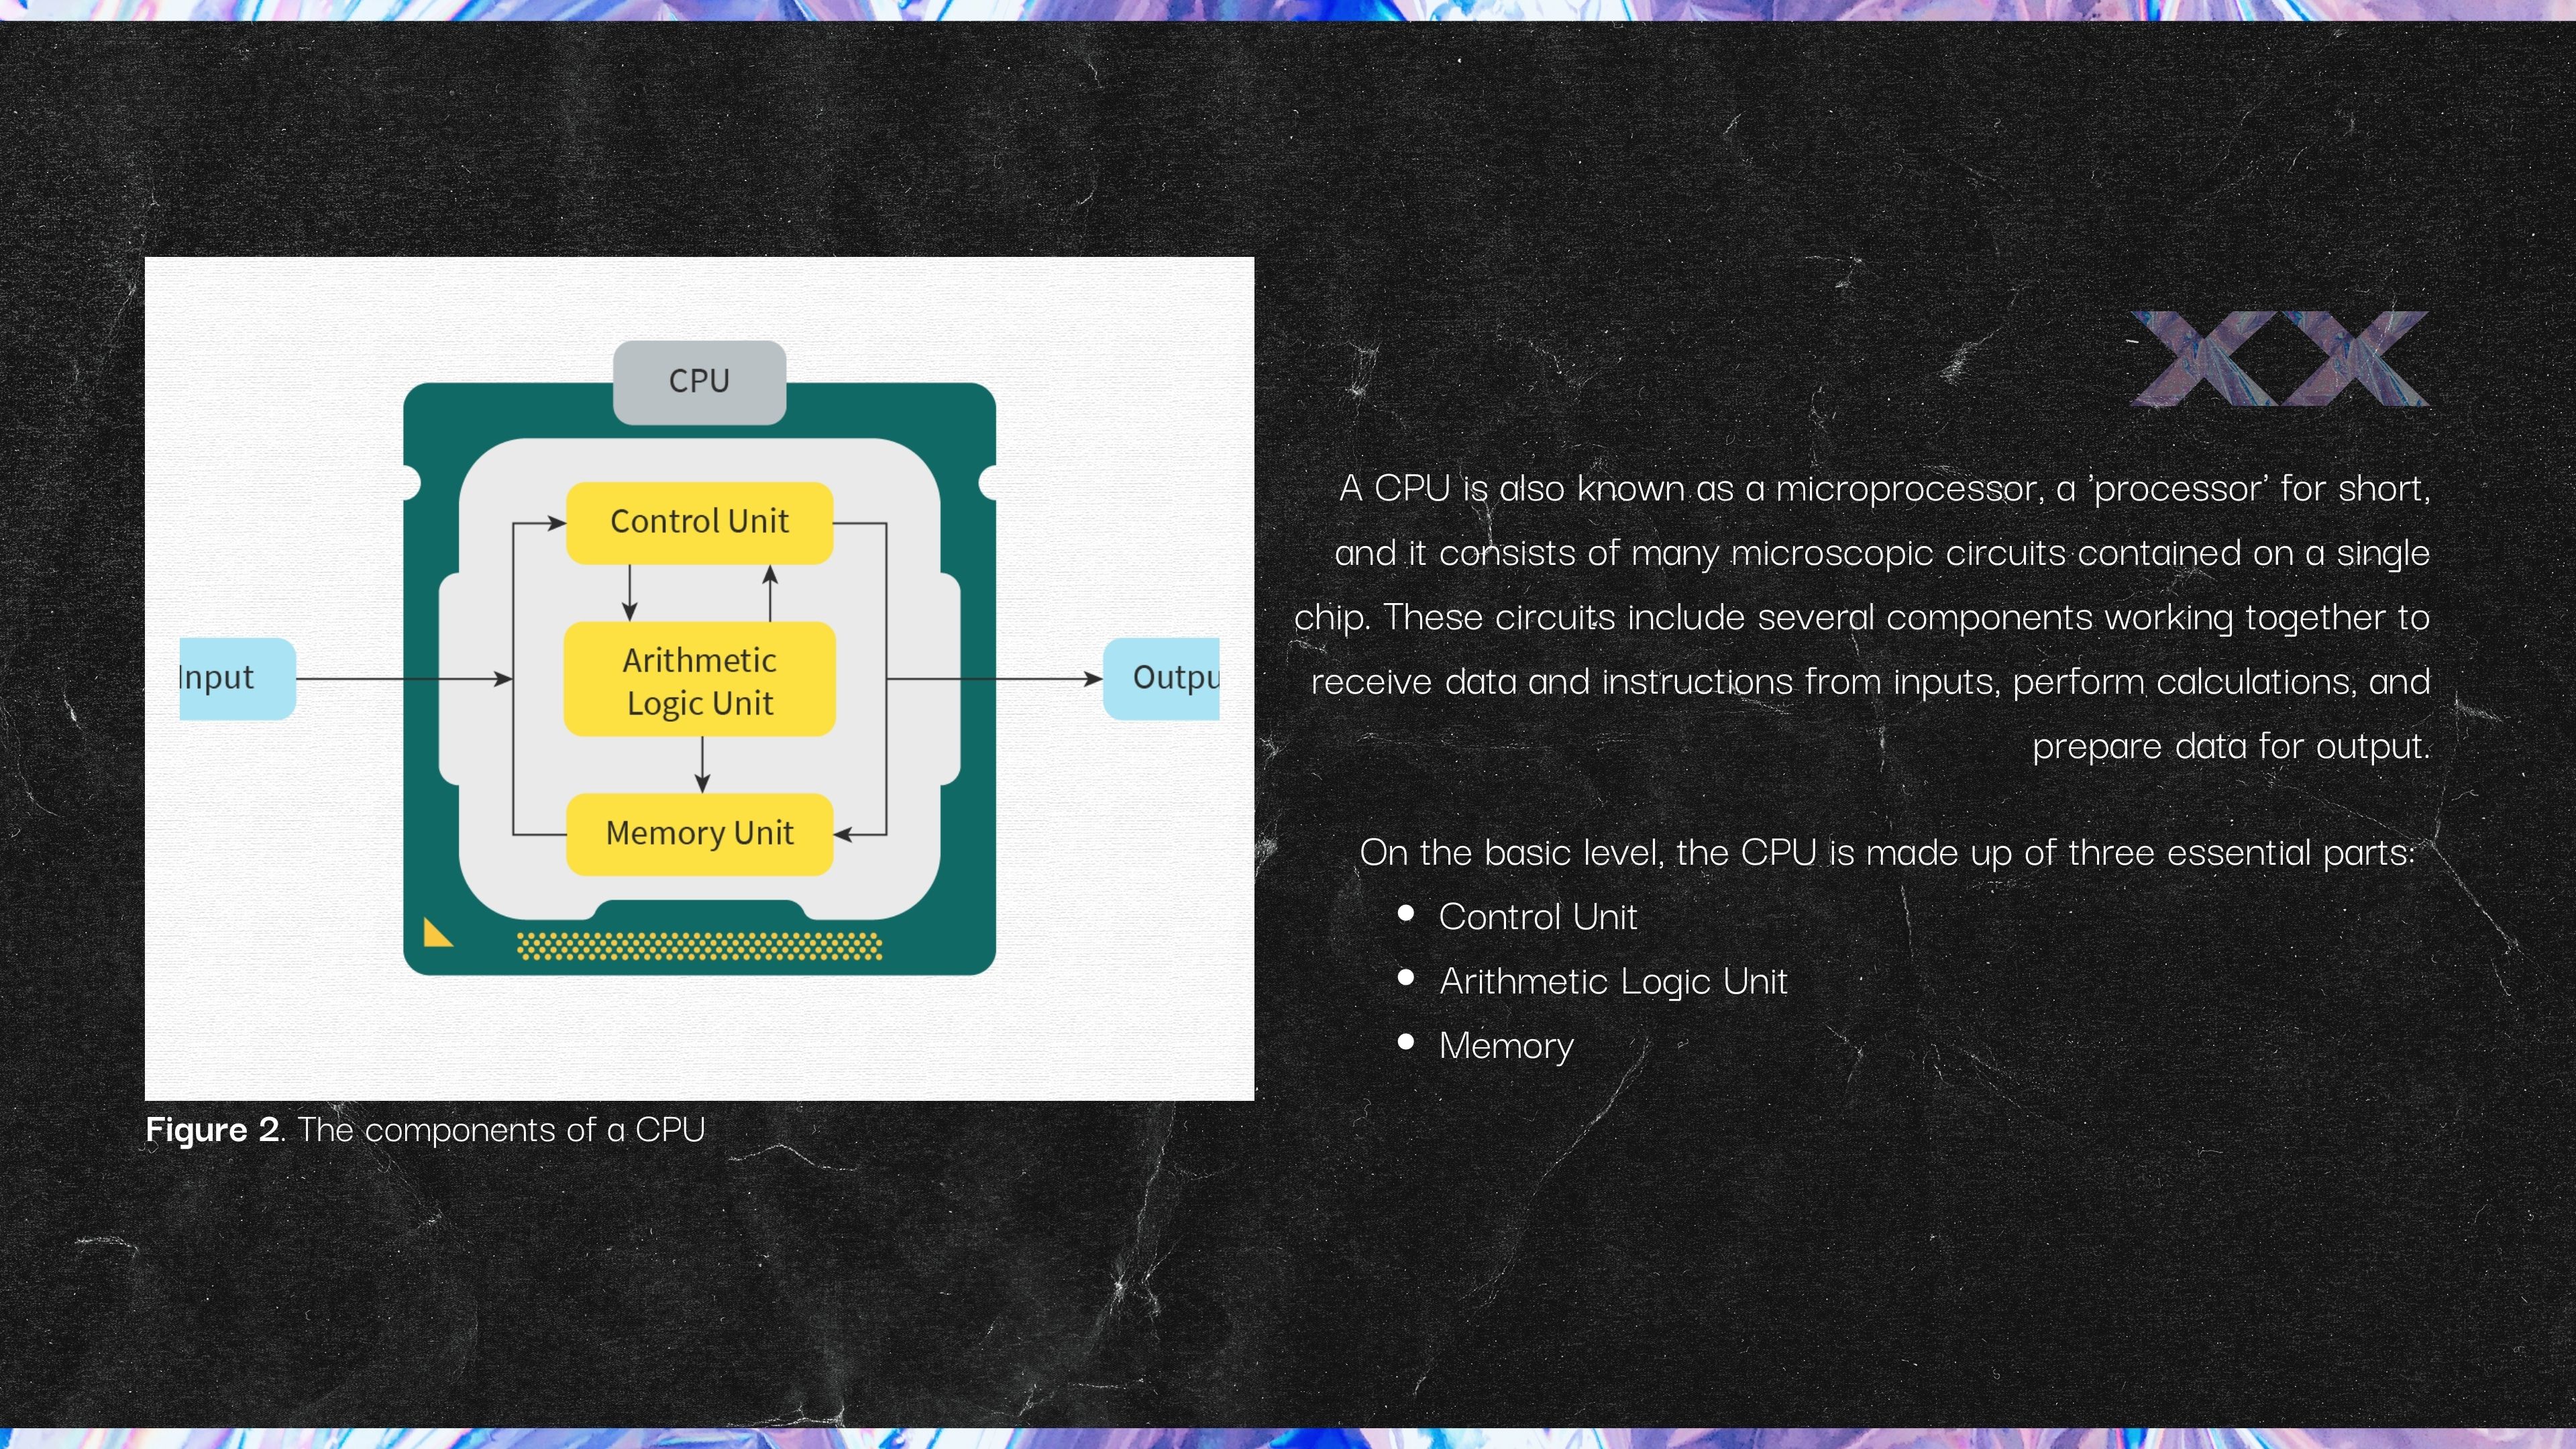 CPU
Control Unit
Arithmetic
Logic Unit
Memory Unit
Input
Outpu
Figure 2. The components of a CPU
XX
A CPU is also known as a microprocessor, a 'processor' for short,
and it consists of many microscopic circuits contained on a single
chip. These circuits include several components working together to
receive data and instructions from inputs, perform calculations, and
prepare data for output.
On the basic level, the CPU is made up of three essential parts:
• Control Unit
• Arithmetic Logic Unit
• Memory